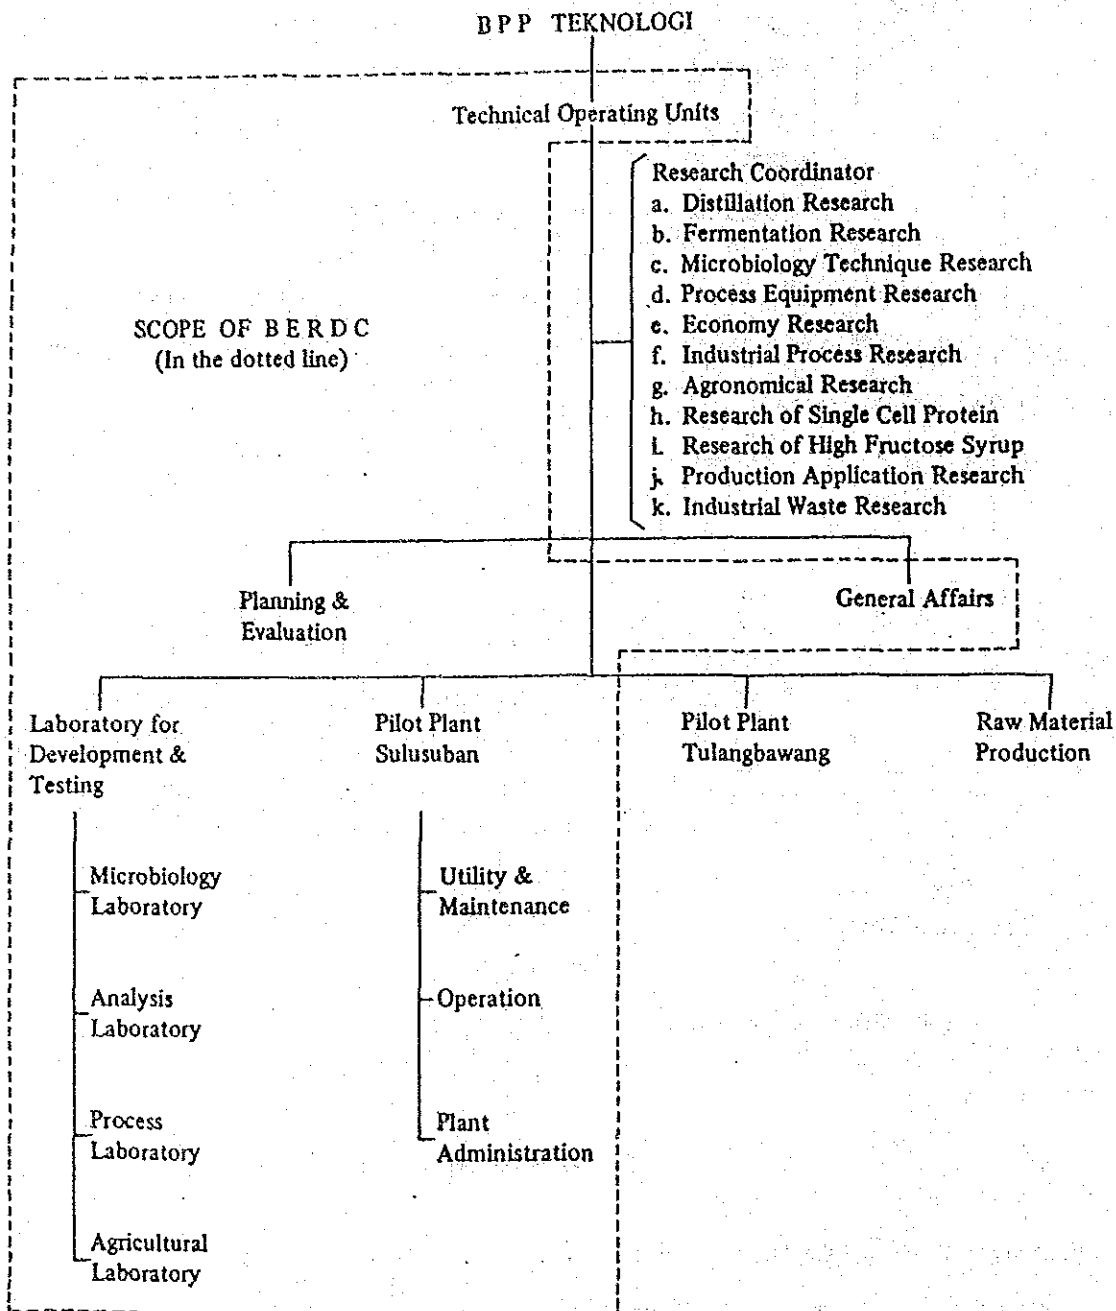 BPP TEKNOLOGI
Technical Operating Units
Research Coordinator
a. Distillation Research
b. Fermentation Research
c. Microbiology Technique Research
d. Process Equipment Research
e. Economy Research
f. Industrial Process Research
g. Agronomical Research
h. Research of Single Cell Protein
i. Research of High Fructose Syrup
j. Production Application Research
k. Industrial Waste Research
SCOPE OF BERDC
(In the dotted line)
Planning &
Evaluation
General Affairs
Laboratory for
Development &
Testing
Pilot Plant
Sulusuban
Pilot Plant
Tulangbawang
Raw Material
Production
Microbiology
Laboratory
Analysis
Laboratory
Process
Laboratory
Agricultural
Laboratory
Utility &
Maintenance
Operation
Plant
Administration